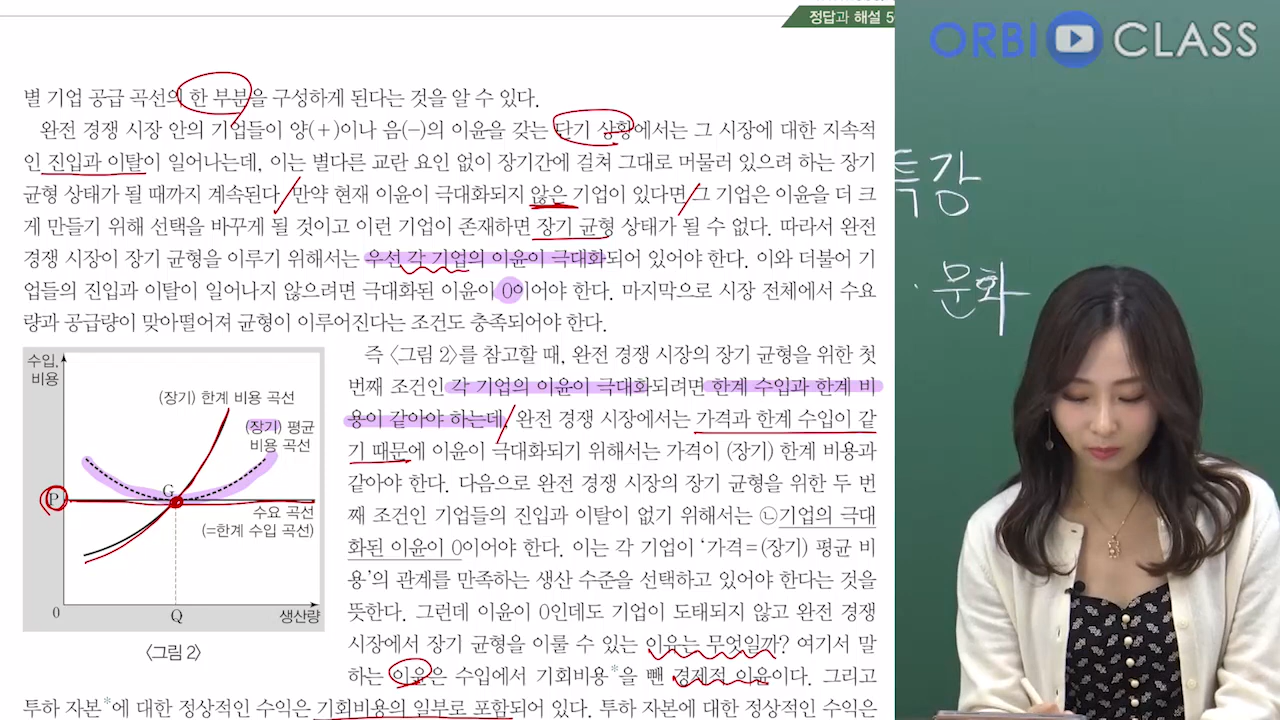 정답과 해설 5
ORBI CLASS
별 기업 공급 곡선의 한 부분을 구성하게 된다는 것을 알 수 있다.
완전 경쟁 시장 안의 기업들이 양(+)이나 음(−)의 이윤을 갖는 단기 상황에서는 그 시장에 대한 지속적
인 진입과 이탈이 일어나는데, 이는 별다른 교란 요인 없이 장기간에 걸쳐 그대로 머물러 있으려 하는 장기
균형 상태가 될 때까지 계속된다. 만약 현재 이윤이 극대화되지 않은 기업이 있다면 그 기업은 이윤을 더 크
게 만들기 위해 선택을 바꾸게 될 것이고 이런 기업이 존재하면 장기 균형 상태가 될 수 없다. 따라서 완전
경쟁 시장이 장기 균형을 이루기 위해서는 우선 각 기업의 이윤이 극대화되어 있어야 한다. 이와 더불어 기
업들의 진입과 이탈이 일어나지 않으려면 극대화된 이윤이 0이어야 한다. 마지막으로 시장 전체에서 수요
량과 공급량이 맞아떨어져 균형이 이루어진다는 조건도 충족되어야 한다.
수입,
비용
(장기) 한계 비용 곡선
(장기) 평균
비용 곡선
P
G
수요 곡선
(=한계 수입 곡선)
0
Q
생산량
〈그림 2〉
즉 〈그림 2〉를 참고할 때, 완전 경쟁 시장의 장기 균형을 위한 첫
번째 조건인 각 기업의 이윤이 극대화되려면 한계 수입과 한계 비
용이 같아야 하는데, 완전 경쟁 시장에서는 가격과 한계 수입이 같
기 때문에 이윤이 극대화되기 위해서는 가격이 (장기) 한계 비용과
같아야 한다. 다음으로 완전 경쟁 시장의 장기 균형을 위한 두 번
째 조건인 기업들의 진입과 이탈이 없기 위해서는 ㉡기업의 극대
화된 이윤이 0이어야 한다. 이는 각 기업이 ‘가격=(장기) 평균 비
용’의 관계를 만족하는 생산 수준을 선택하고 있어야 한다는 것을
뜻한다. 그런데 이윤이 0인데도 기업이 도태되지 않고 완전 경쟁
시장에서 장기 균형을 이룰 수 있는 이유는 무엇일까? 여기서 말
하는 이윤은 수입에서 기회비용*을 뺀 경제적 이윤이다. 그리고
투하 자본*에 대한 정상적인 수익은 기회비용의 일부로 포함되어 있다. 투하 자본에 대한 정상적인 수익은
특강
· 문화